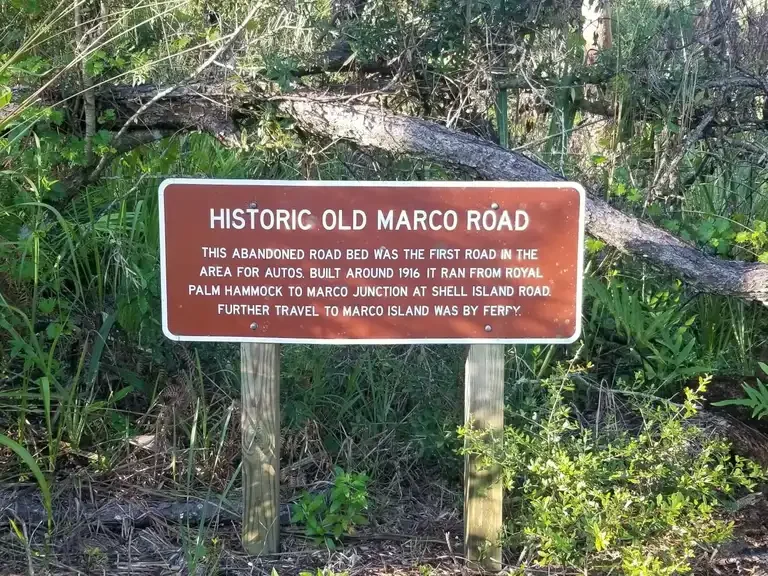 HISTORIC OLD MARCO ROAD
THIS ABANDONED ROAD BED WAS THE FIRST ROAD IN THE
AREA FOR AUTOS. BUILT AROUND 1916 IT RAN FROM ROYAL
PALM HAMMOCK TO MARCO JUNCTION AT SHELL ISLAND ROAD.
FURTHER TRAVEL TO MARCO ISLAND WAS BY FERRY.